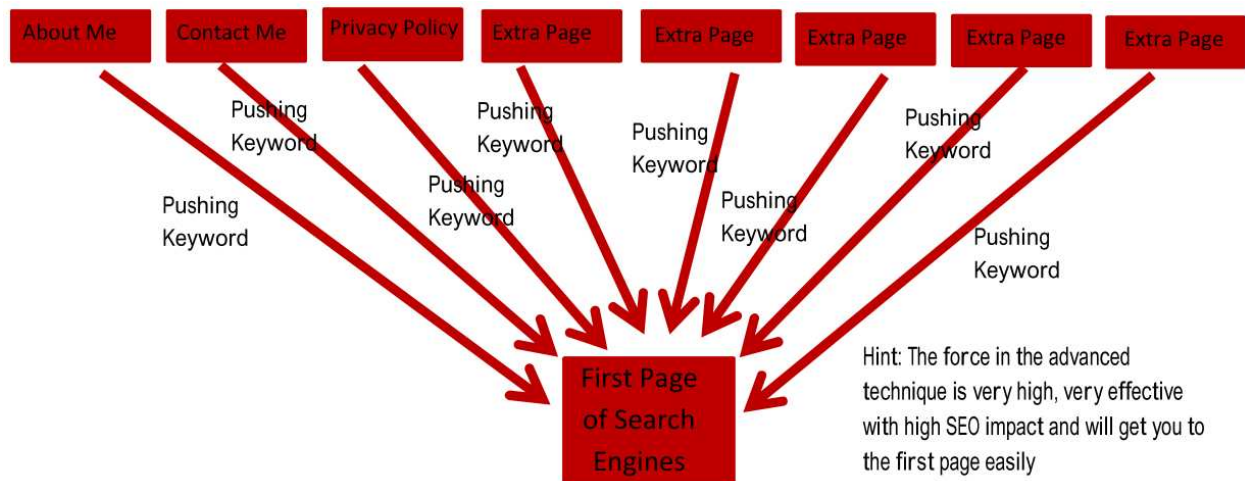 About Me
Contact Me
Privacy Policy
Extra Page
Extra Page
Extra Page
Extra Page
Extra Page
Pushing
Keyword
Pushing
Keyword
Pushing
Keyword
Pushing
Keyword
Pushing
Keyword
Pushing
Keyword
Pushing
Keyword
Pushing
Keyword
First Page
of Search
Engines
Hint: The force in the advanced
technique is very high, very effective
with high SEO impact and will get you to
the first page easily